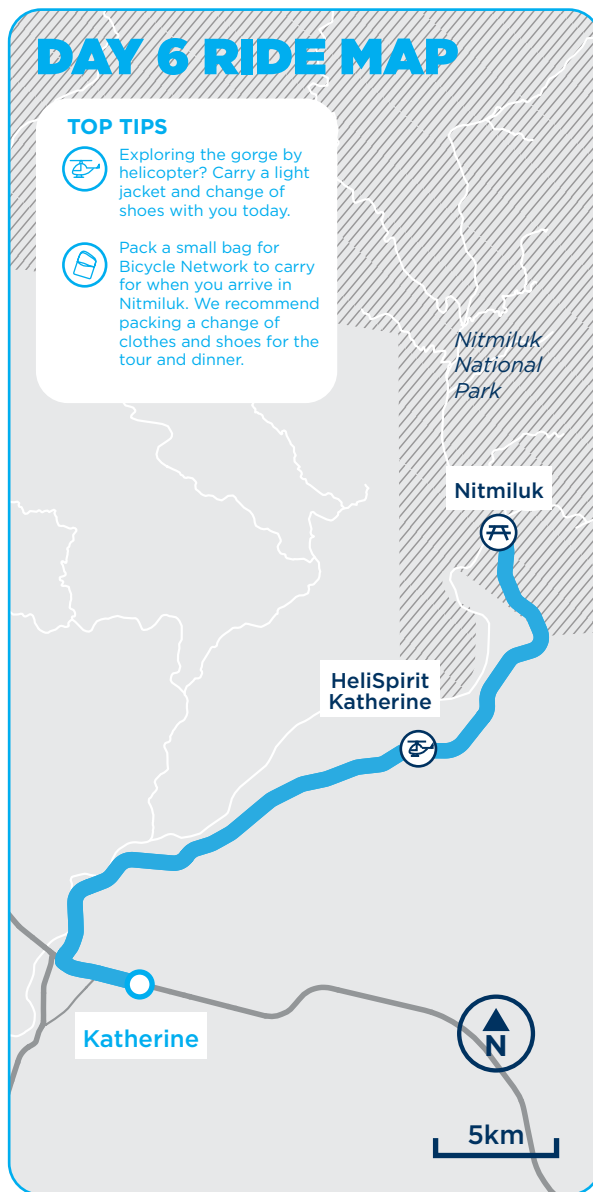 DAY 6 RIDE MAP
TOP TIPS
Exploring the gorge by
helicopter? Carry a light
jacket and change of
shoes with you today.
Pack a small bag for
Bicycle Network to carry
for when you arrive in
Nitmiluk. We recommend
packing a change of
clothes and shoes for the
tour and dinner.
Nitmiluk
National
Park
Nitmiluk
HeliSpirit
Katherine
Katherine
N
5km